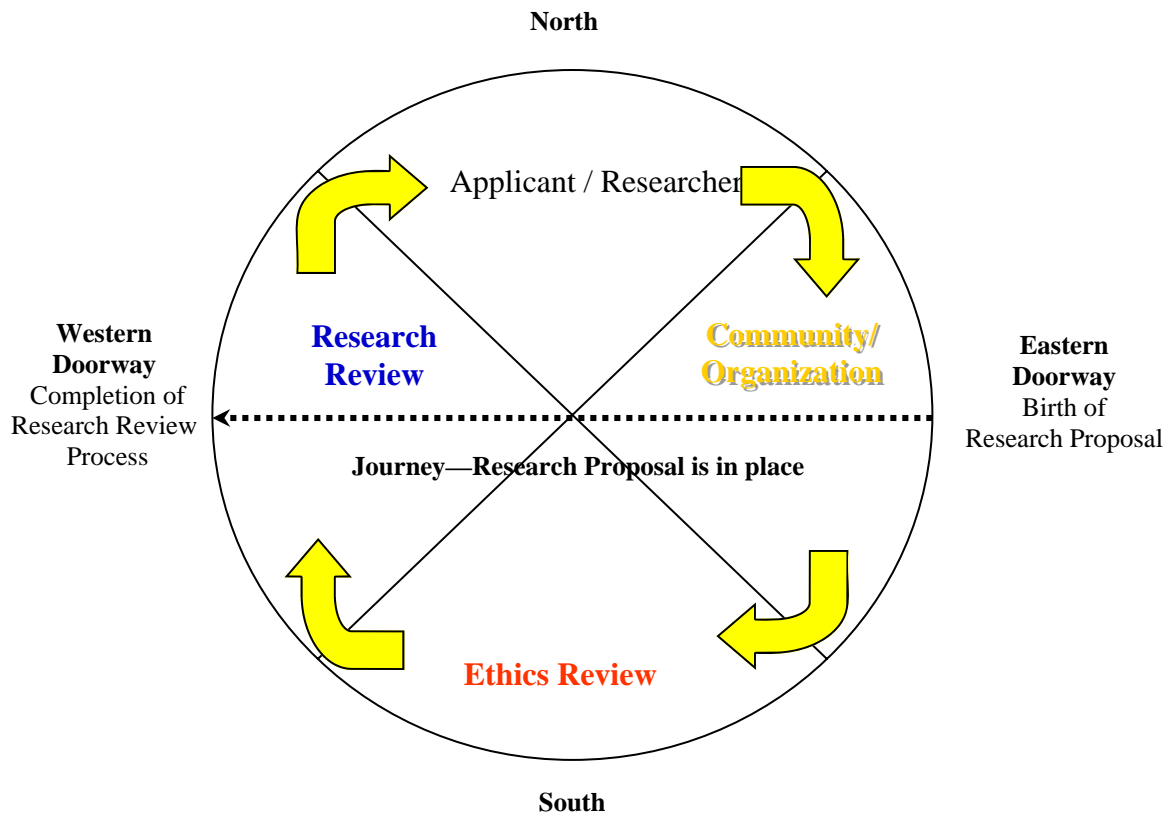 North
Applicant / Researcher
Western
Doorway
Completion of
Research Review
Process
Research
Review
Community/
Organization
Eastern
Doorway
Birth of
Research Proposal
Journey—Research Proposal is in place
Ethics Review
South